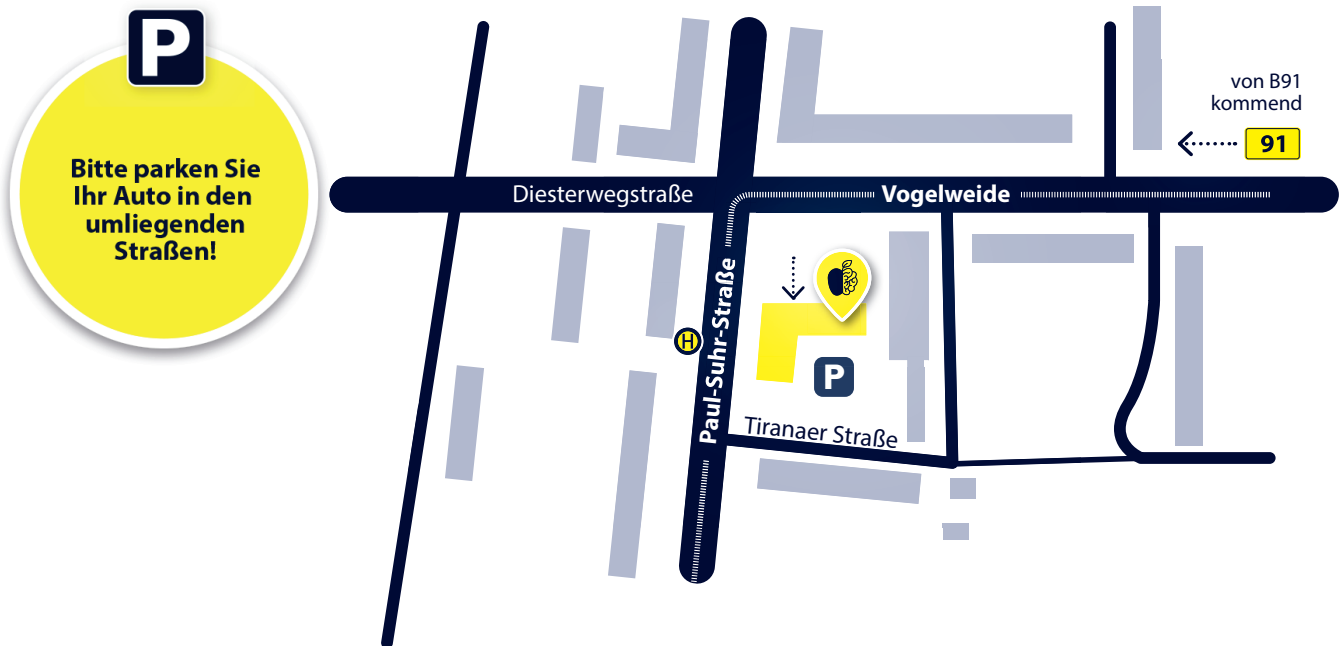 P
Bitte parken Sie
Ihr Auto in den
umliegenden
Straßen!
von B91
kommend
91
Diesterwegstraße
Vogelweide
Paul-Suhr-Straße
H
P
Tiranaer Straße